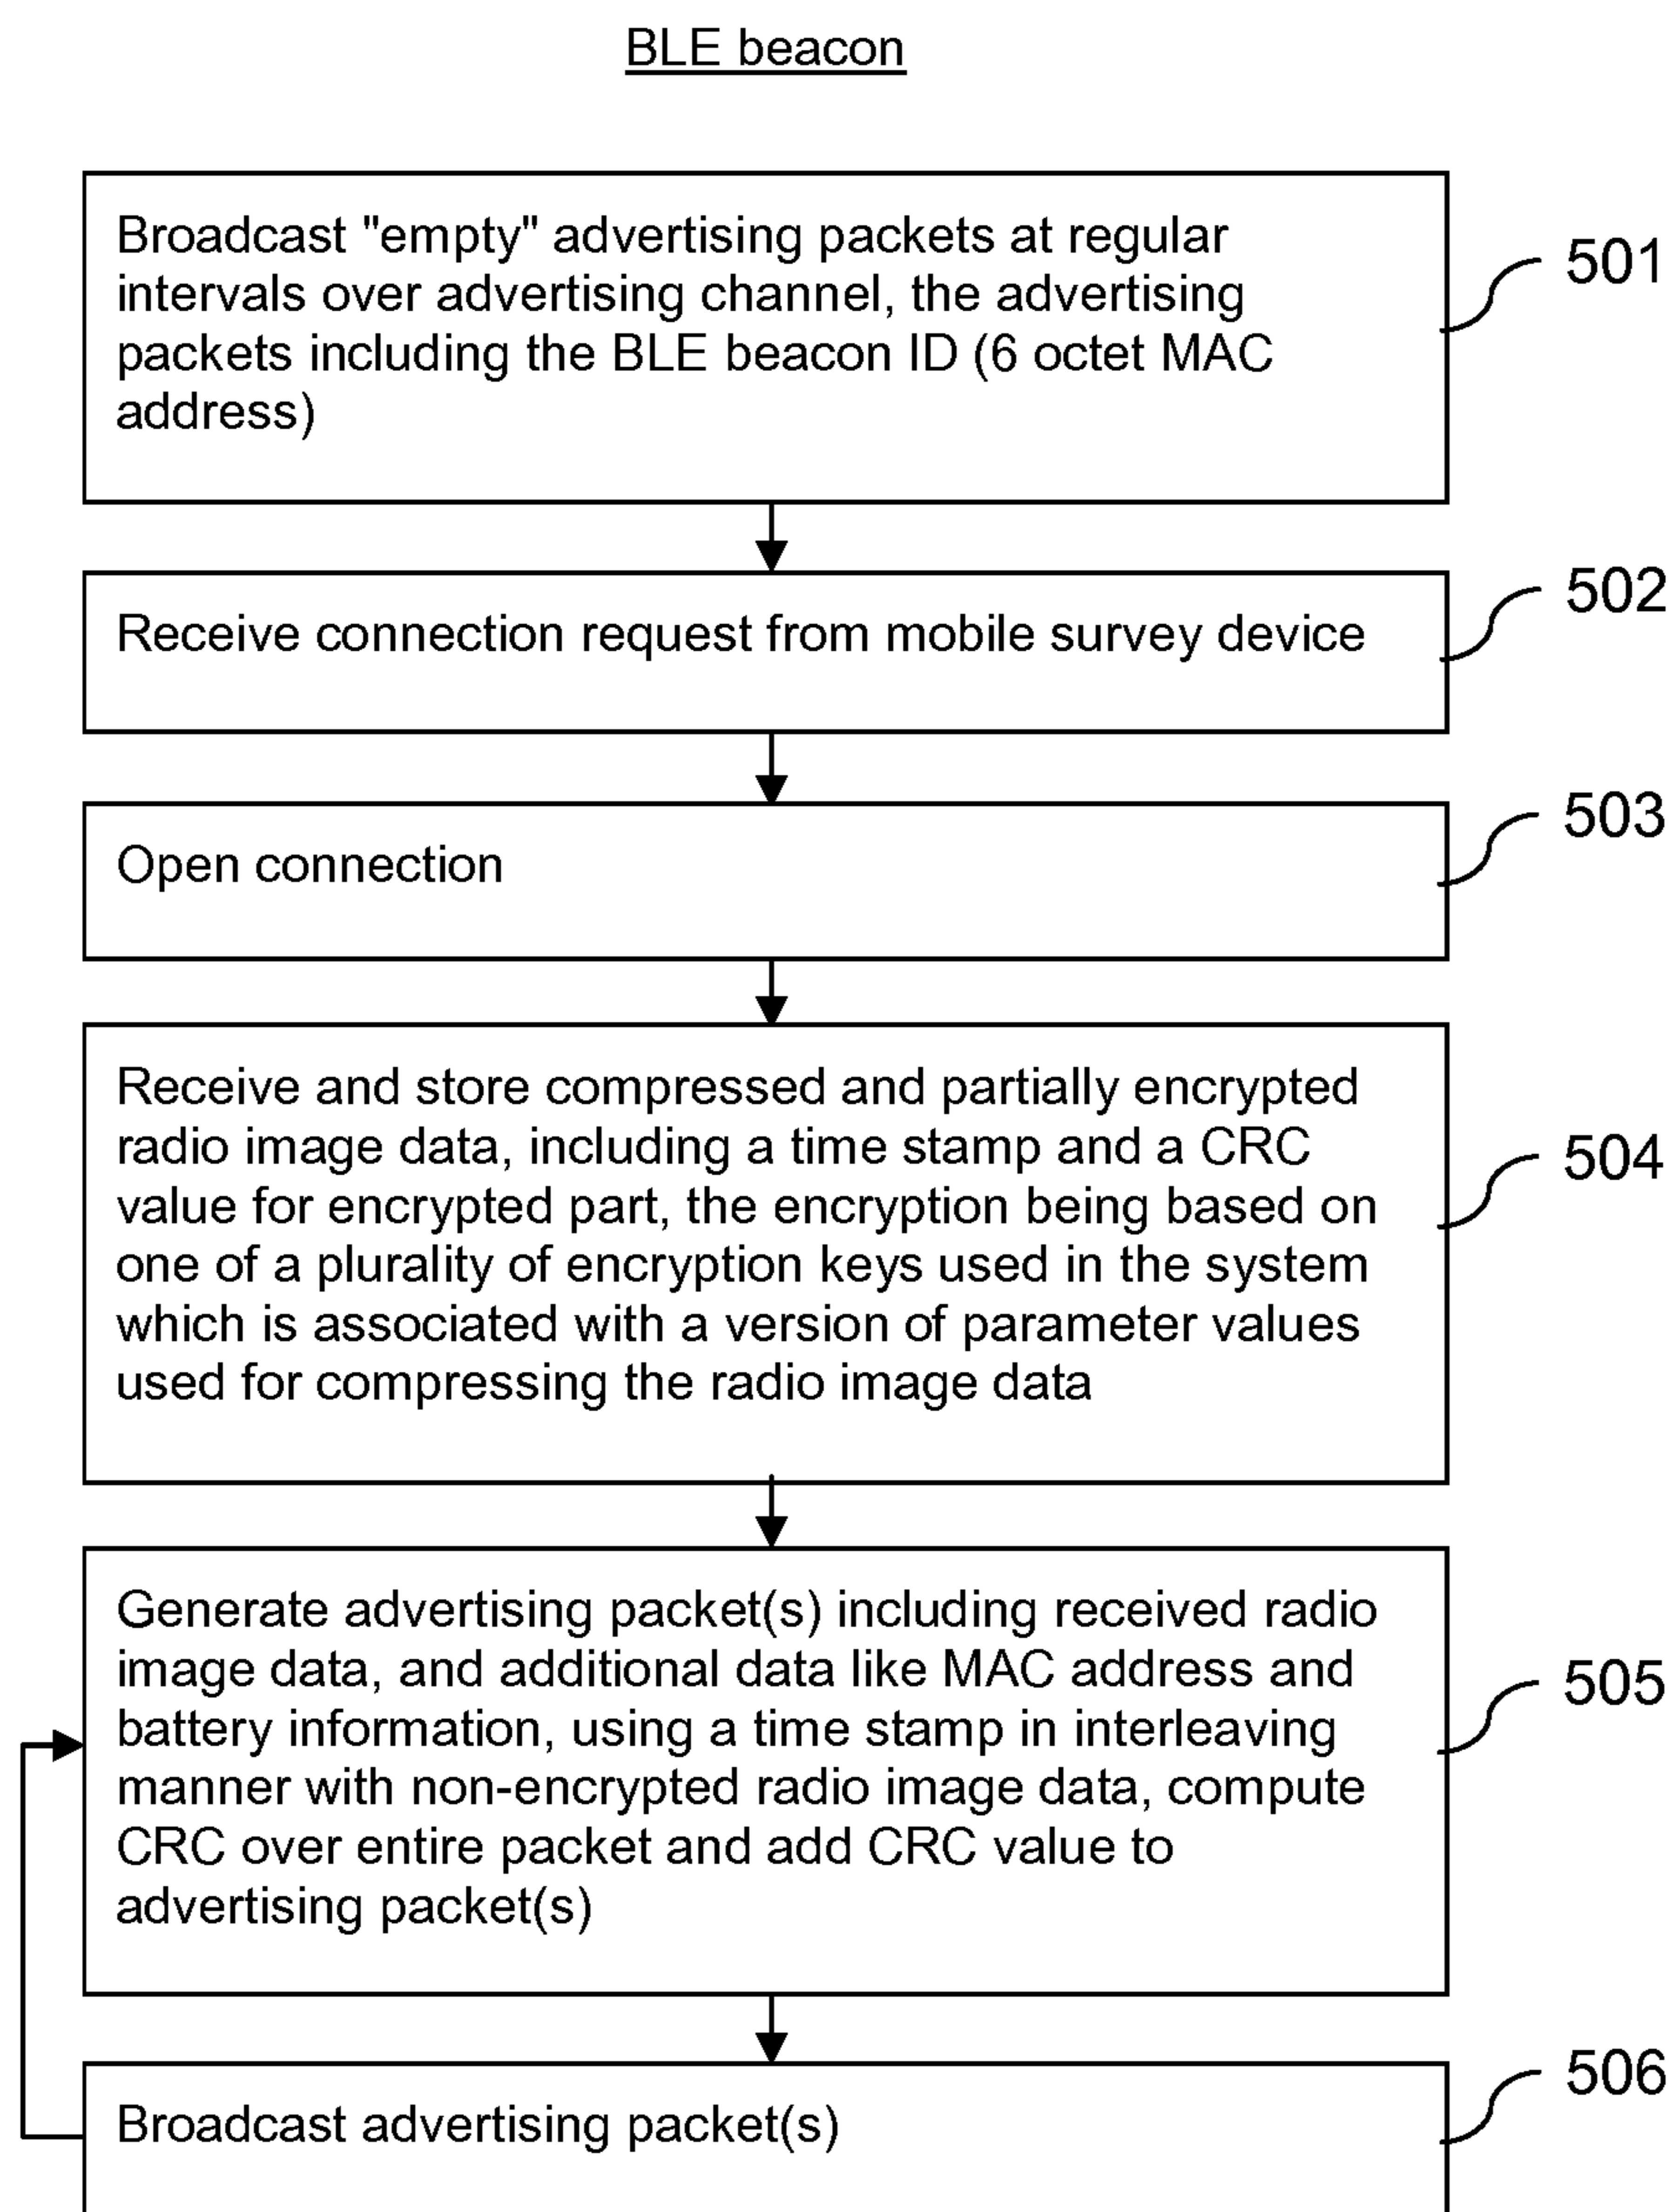 BLE beacon
Broadcast "empty" advertising packets at regular
intervals over advertising channel, the advertising
packets including the BLE beacon ID (6 octet MAC
address)
501
Receive connection request from mobile survey device
502
Open connection
503
Receive and store compressed and partially encrypted
radio image data, including a time stamp and a CRC
value for encrypted part, the encryption being based on
one of a plurality of encryption keys used in the system
which is associated with a version of parameter values
used for compressing the radio image data
504
Generate advertising packet(s) including received radio
image data, and additional data like MAC address and
battery information, using a time stamp in interleaving
manner with non-encrypted radio image data, compute
CRC over entire packet and add CRC value to
advertising packet(s)
505
Broadcast advertising packet(s)
506